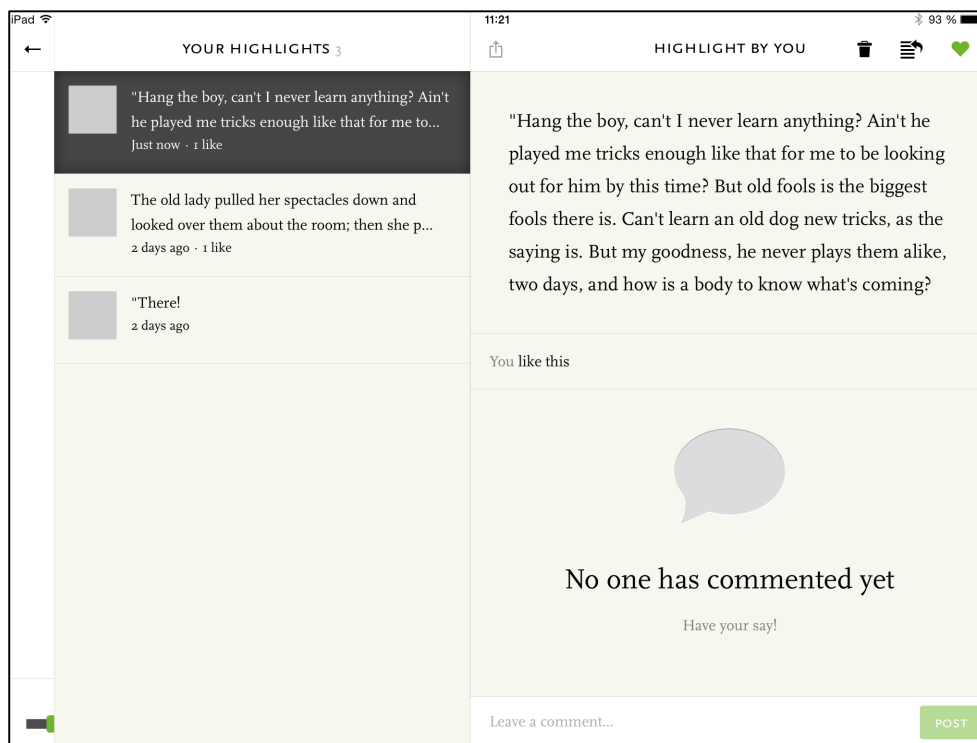 iPad
11:21
93 %
YOUR HIGHLIGHTS 3
"Hang the boy, can't I never learn anything? Ain't
he played me tricks enough like that for me to...
Just now · 1 like
The old lady pulled her spectacles down and
looked over them about the room; then she p...
2 days ago · 1 like
"There!
2 days ago
HIGHLIGHT BY YOU
"Hang the boy, can't I never learn anything? Ain't he
played me tricks enough like that for me to be looking
out for him by this time? But old fools is the biggest
fools there is. Can't learn an old dog new tricks, as the
saying is. But my goodness, he never plays them alike,
two days, and how is a body to know what's coming?
You like this
No one has commented yet
Have your say!
Leave a comment...
POST